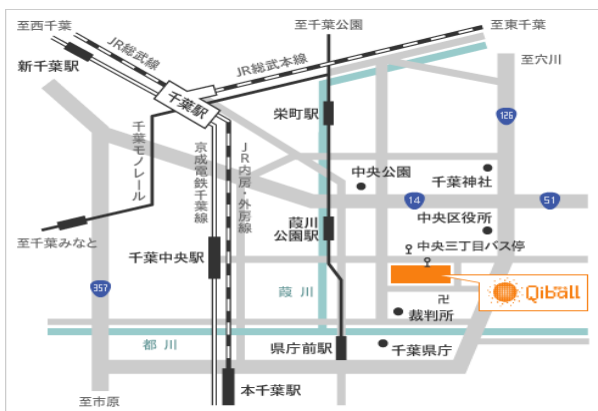 至西千葉
至千葉公園
至東千葉
JR総武線
新千葉駅
JR総武本線
至穴川
千葉駅
栄町駅
126
千葉モノレール
京成電鉄千葉線
JR内房・外房線
中央公園
千葉神社
14
51
葭川
公園駅
中央区役所
至千葉みなと
千葉中央駅
中央三丁目バス停
357
葭川
Qiball
卍
裁判所
都川
県庁前駅
千葉県庁
本千葉駅
至市原